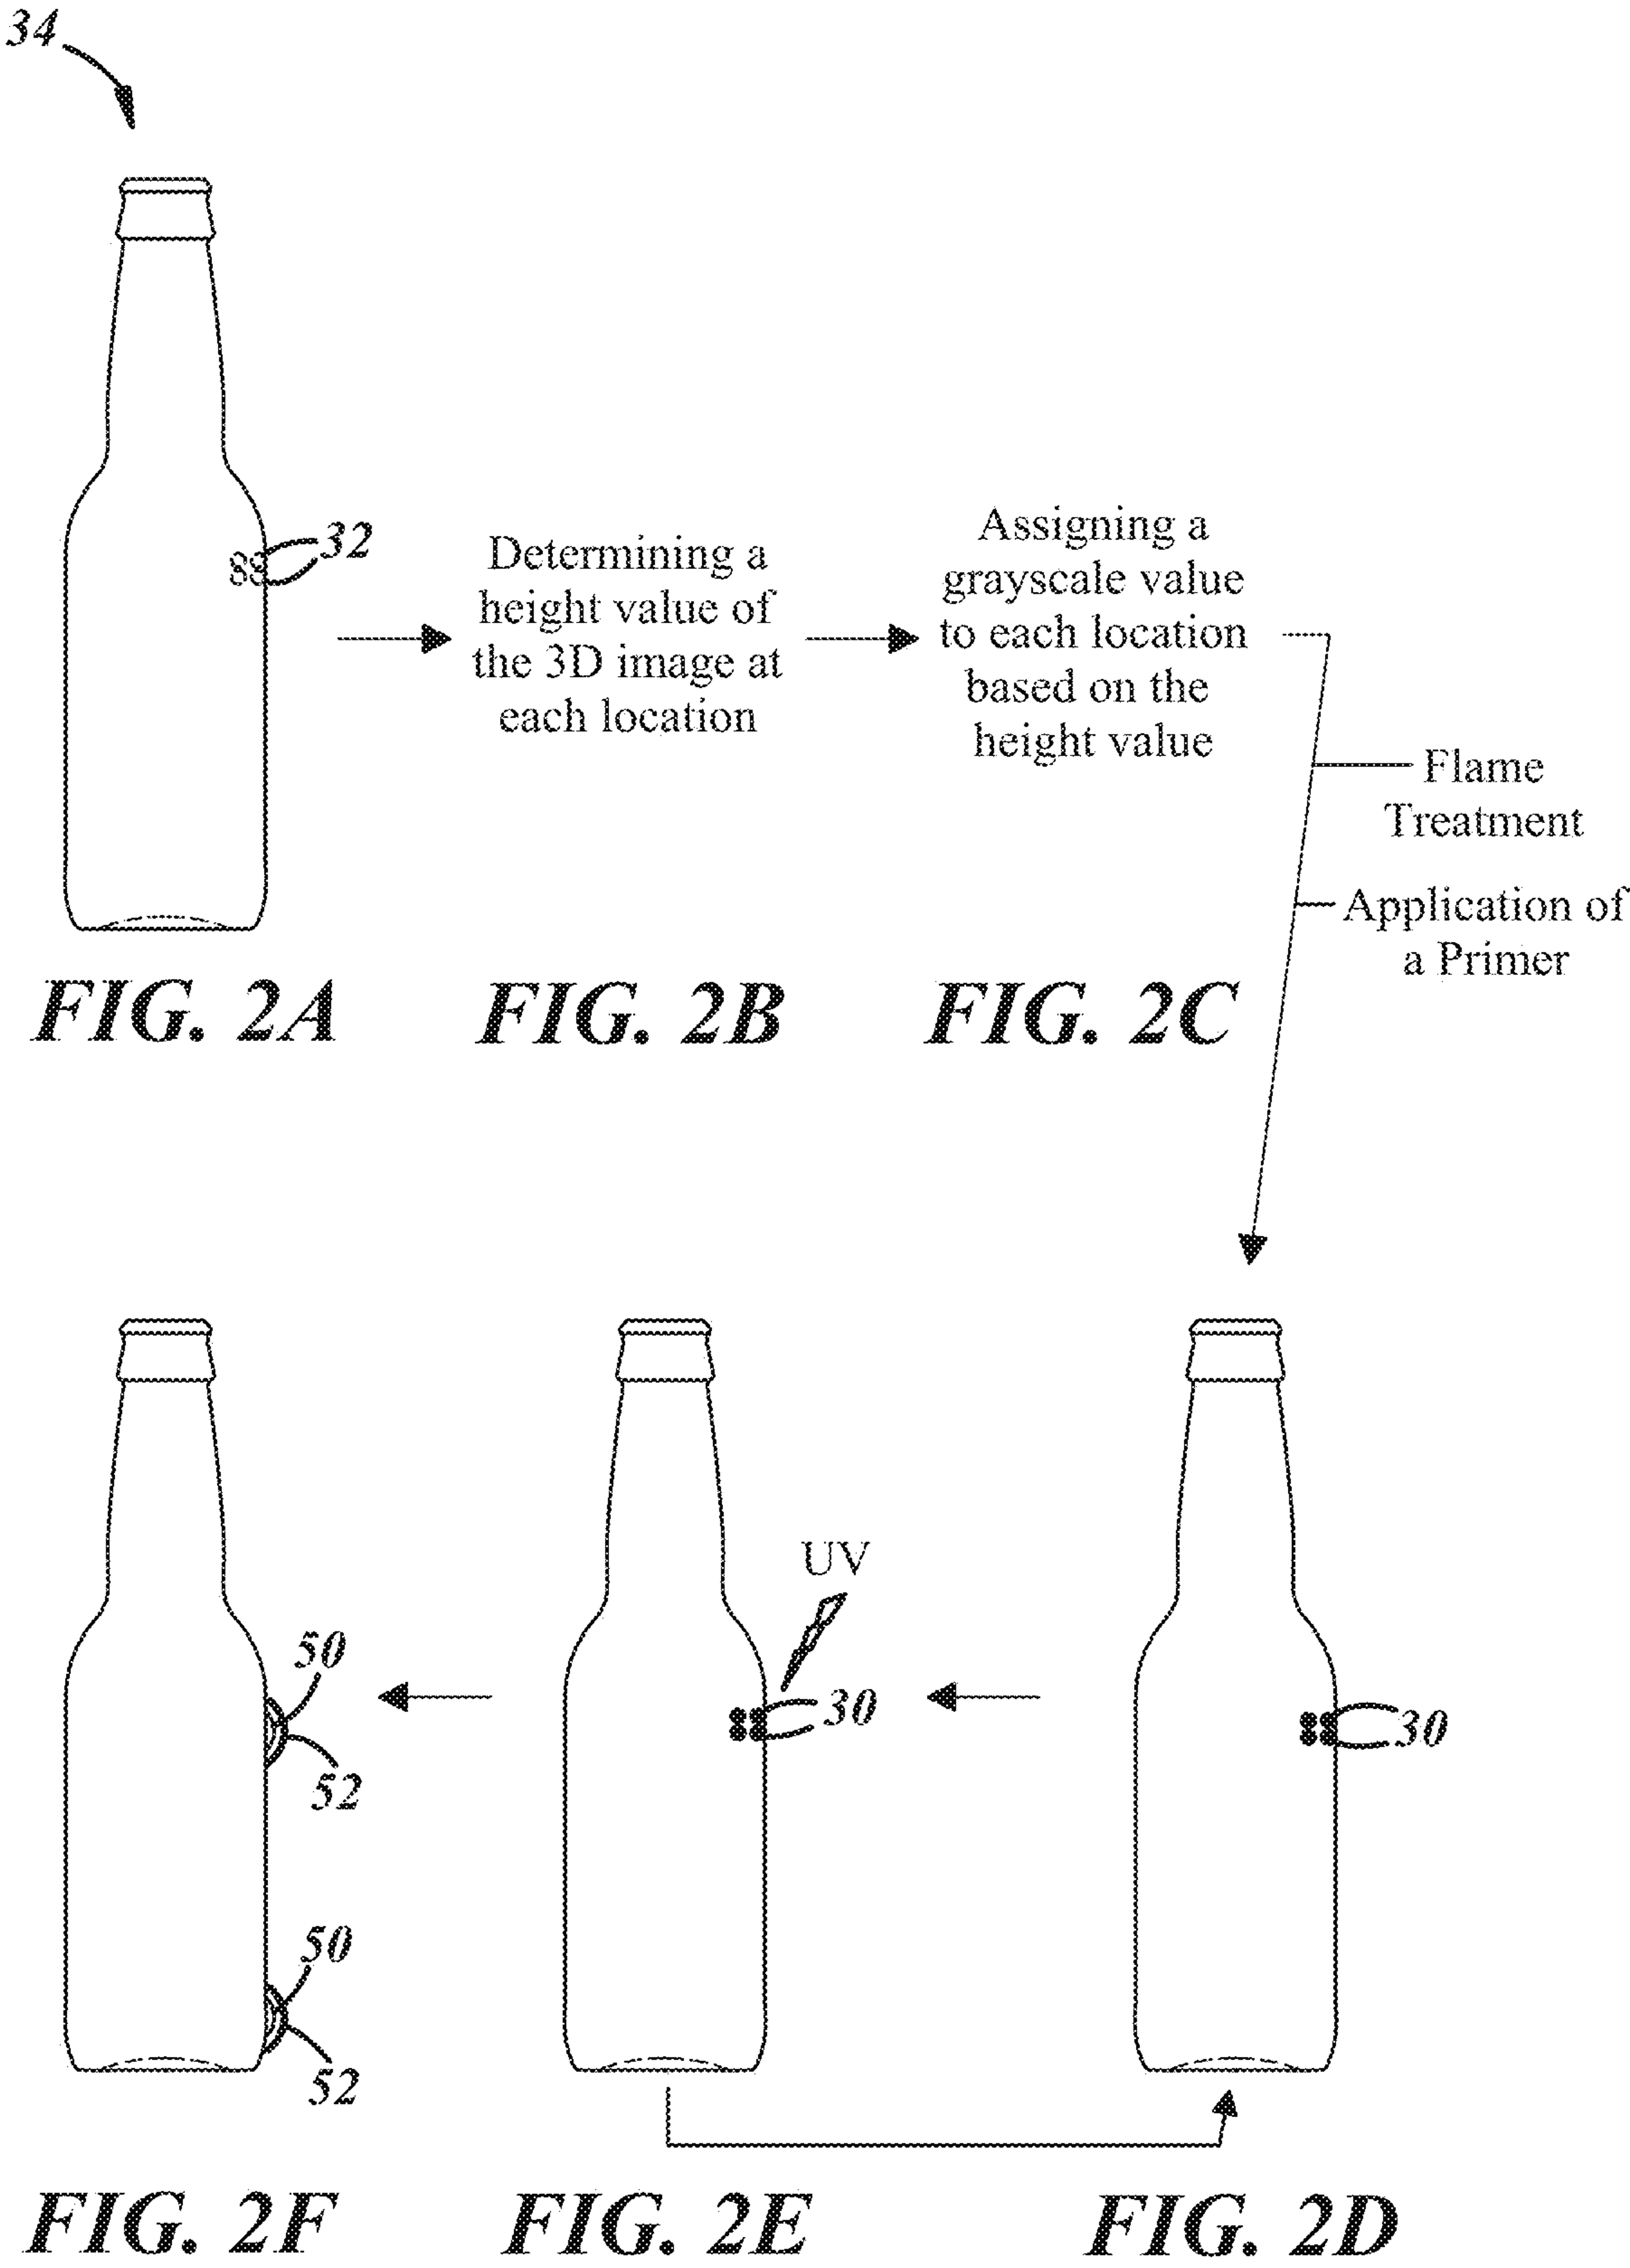 34
32
Determining a
height value of
the 3D image at
each location
Assigning a
grayscale value
to each location
based on the
height value
Flame
Treatment
Application of
a Primer
FIG. 2A
FIG. 2B
FIG. 2C
50
52
50
52
UV
30
30
FIG. 2F
FIG. 2E
FIG. 2D